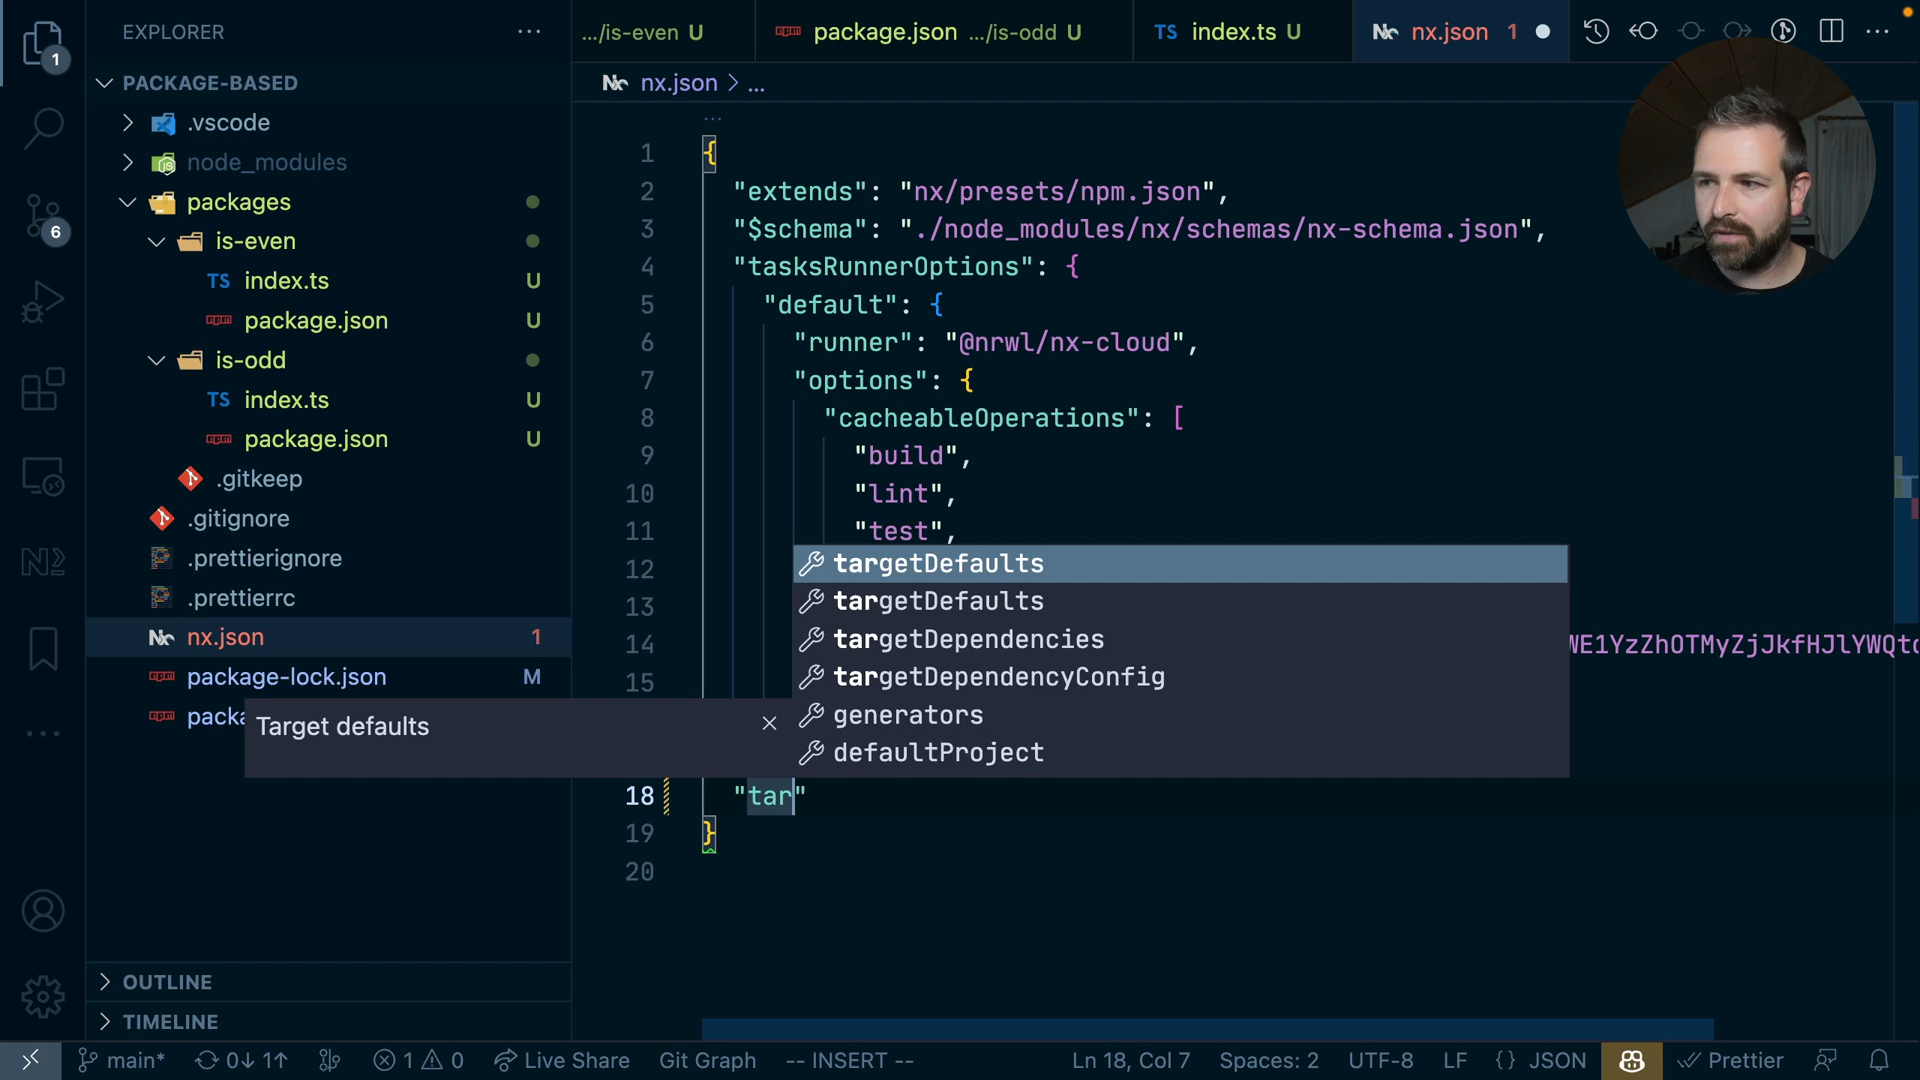 EXPLORER
…/is-even U
package.json …/is-odd U
TS index.ts U
nx.json 1
1
PACKAGE-BASED
nx.json > ...
.vscode
node_modules
packages
is-even
TS index.ts U
package.json U
is-odd
TS index.ts U
package.json U
.gitkeep
.gitignore
.prettierignore
.prettierrc
nx.json 1
package-lock.json M
packa
6
1 {
2 "extends": "nx/presets/npm.json",
3 "$schema": "./node_modules/nx/schemas/nx-schema.json",
4 "tasksRunnerOptions": {
5 "default": {
6 "runner": "@nrwl/nx-cloud",
7 "options": {
8 "cacheableOperations": [
9 "build",
10 "lint",
11 "test",
12
13
14
15
targetDefaults
targetDefaults
targetDependencies
targetDependencyConfig
generators
defaultProject
Target defaults
18 "tar"
19 }
20
OUTLINE
TIMELINE
main* 0↓ 1↑ 1 0 Live Share Git Graph -- INSERT -- Ln 18, Col 7 Spaces: 2 UTF-8 LF {} JSON Prettier